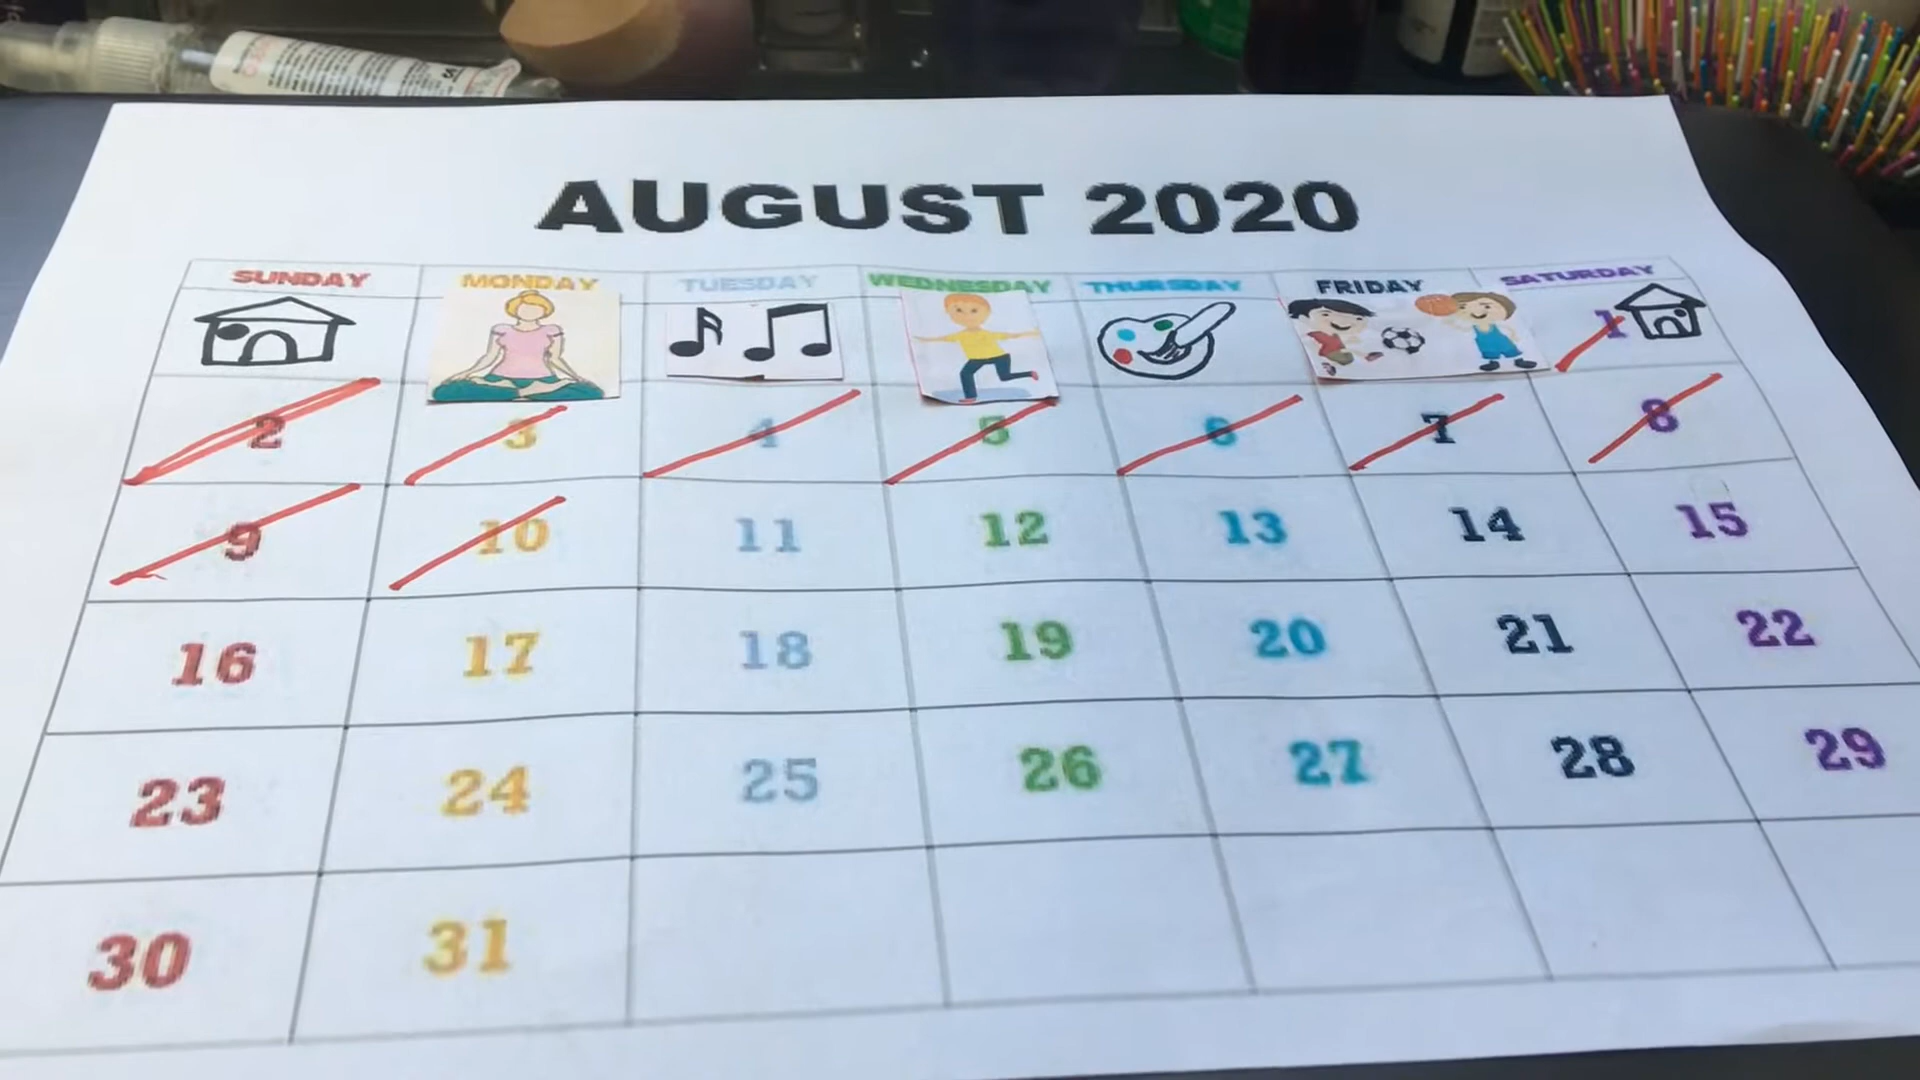 AUGUST 2020
SUNDAY MONDAY TUESDAY WEDNESDAY THURSDAY FRIDAY SATURDAY
1
2 3 4 5 6 7 8
9 10 11 12 13 14 15
16 17 18 19 20 21 22
23 24 25 26 27 28 29
30 31